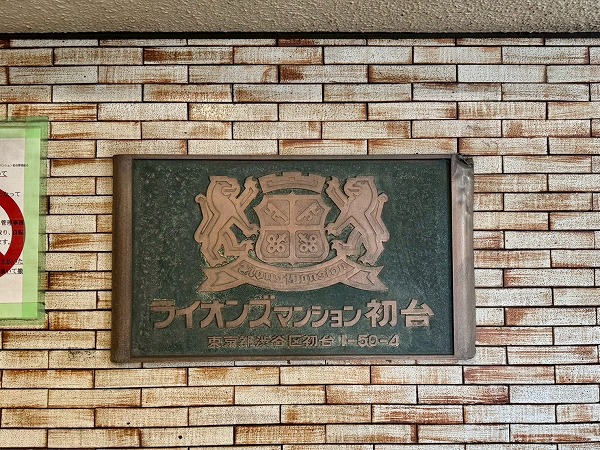 Lions Mansion
ライオンズマンション初台
東京都渋谷区初台1-50-4